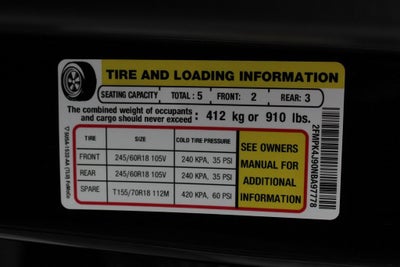 TIRE AND LOADING INFORMATION
SEATING CAPACITY TOTAL : 5 FRONT: 2 REAR: 3
The combined weight of occupants
and cargo should never exceed : 412 kg or 910 lbs.
TIRE SIZE COLD TIRE PRESSURE
FRONT 245/60R18 105V 240 KPA, 35 PSI
REAR 245/60R18 105V 240 KPA, 35 PSI
SPARE T155/70R18 112M 420 KPA, 60 PSI
SEE OWNERS
MANUAL FOR
ADDITIONAL
INFORMATION
2FMPK4J90NBA97778